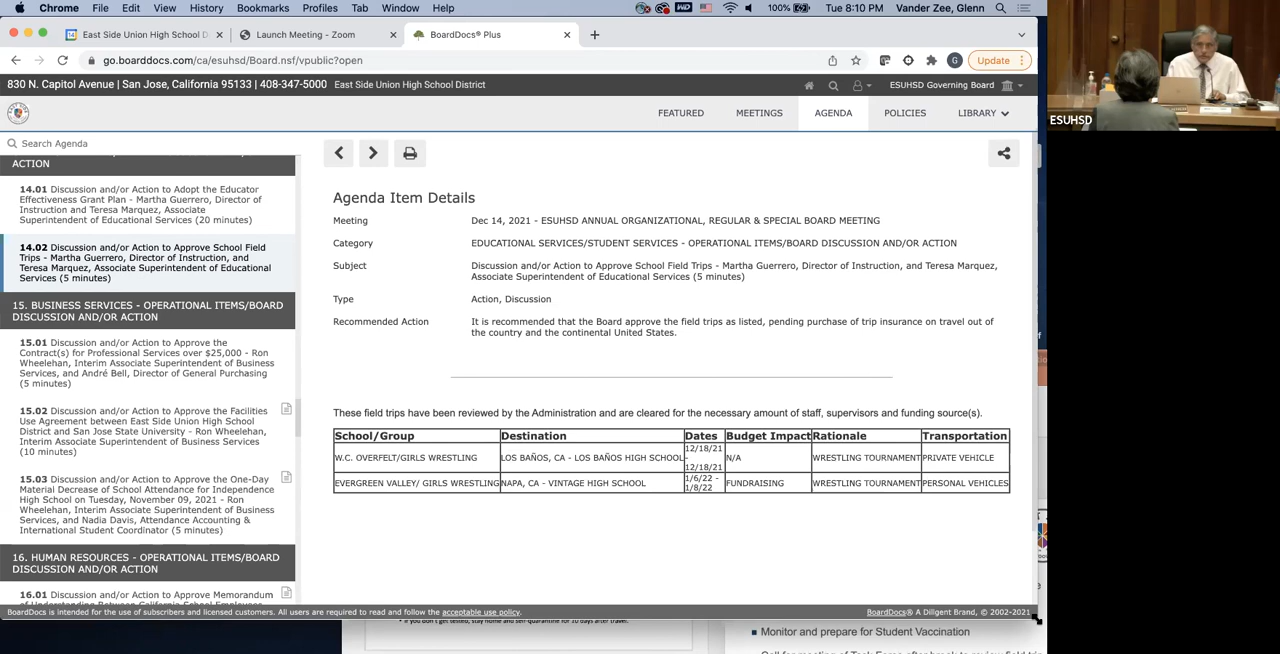 Chrome File Edit View History Bookmarks Profiles Tab Window Help 100% Tue 8:10 PM Vander Zee, Glenn
East Side Union High School D Launch Meeting - Zoom BoardDocs® Plus
go.boarddocs.com/ca/esuhsd/Board.nsf/vpublic?open G Update
830 N. Capitol Avenue | San Jose, California 95133 | 408-347-5000 East Side Union High School District ESUHSD Governing Board
FEATURED MEETINGS AGENDA POLICIES LIBRARY
ESUHSD
Search Agenda
ACTION
14.01 Discussion and/or Action to Adopt the Educator
Effectiveness Grant Plan - Martha Guerrero, Director of
Instruction and Teresa Marquez, Associate
Superintendent of Educational Services (20 minutes)
14.02 Discussion and/or Action to Approve School Field
Trips - Martha Guerrero, Director of Instruction, and
Teresa Marquez, Associate Superintendent of Educational
Services (5 minutes)
15. BUSINESS SERVICES - OPERATIONAL ITEMS/BOARD
DISCUSSION AND/OR ACTION
15.01 Discussion and/or Action to Approve the
Contract(s) for Professional Services over $25,000 - Ron
Wheelehan, Interim Associate Superintendent of Business
Services, and André Bell, Director of General Purchasing
(5 minutes)
15.02 Discussion and/or Action to Approve the Facilities
Use Agreement between East Side Union High School
District and San Jose State University - Ron Wheelehan,
Interim Associate Superintendent of Business Services
(10 minutes)
15.03 Discussion and/or Action to Approve the One-Day
Material Decrease of School Attendance for Independence
High School on Tuesday, November 09, 2021 - Ron
Wheelehan, Interim Associate Superintendent of Business
Services, and Nadia Davis, Attendance Accounting &
International Student Coordinator (5 minutes)
16. HUMAN RESOURCES - OPERATIONAL ITEMS/BOARD
DISCUSSION AND/OR ACTION
16.01 Discussion and/or Action to Approve Memorandum
of Understanding Between California School Employees
Agenda Item Details
Meeting Dec 14, 2021 - ESUHSD ANNUAL ORGANIZATIONAL, REGULAR & SPECIAL BOARD MEETING
Category EDUCATIONAL SERVICES/STUDENT SERVICES - OPERATIONAL ITEMS/BOARD DISCUSSION AND/OR ACTION
Subject Discussion and/or Action to Approve School Field Trips - Martha Guerrero, Director of Instruction, and Teresa Marquez,
Associate Superintendent of Educational Services (5 minutes)
Type Action, Discussion
Recommended Action It is recommended that the Board approve the field trips as listed, pending purchase of trip insurance on travel out of
the country and the continental United States.
These field trips have been reviewed by the Administration and are cleared for the necessary amount of staff, supervisors and funding source(s).
School/Group Destination Dates Budget Impact Rationale Transportation
W.C. OVERFELT/GIRLS WRESTLING LOS BAÑOS, CA - LOS BAÑOS HIGH SCHOOL 12/18/21 - 12/18/21 N/A WRESTLING TOURNAMENT PRIVATE VEHICLE
EVERGREEN VALLEY/ GIRLS WRESTLING NAPA, CA - VINTAGE HIGH SCHOOL 1/6/22 - 1/8/22 FUNDRAISING WRESTLING TOURNAMENT PERSONAL VEHICLES
BoardDocs is intended for the use of subscribers and licensed customers. All users are required to read and follow the acceptable use policy. BoardDocs® A Diligent Brand, © 2002-2021
If you don't get tested, stay home and self-quarantine for 10 days after travel.
Monitor and prepare for Student Vaccination